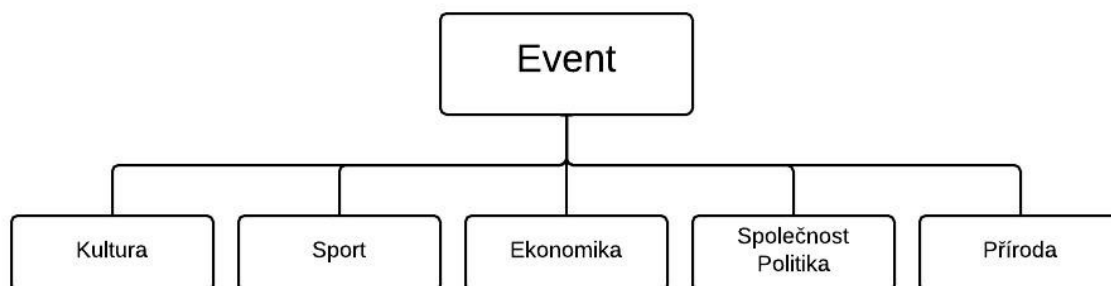 Event
Kultura
Sport
Ekonomika
Společnost
Politika
Příroda